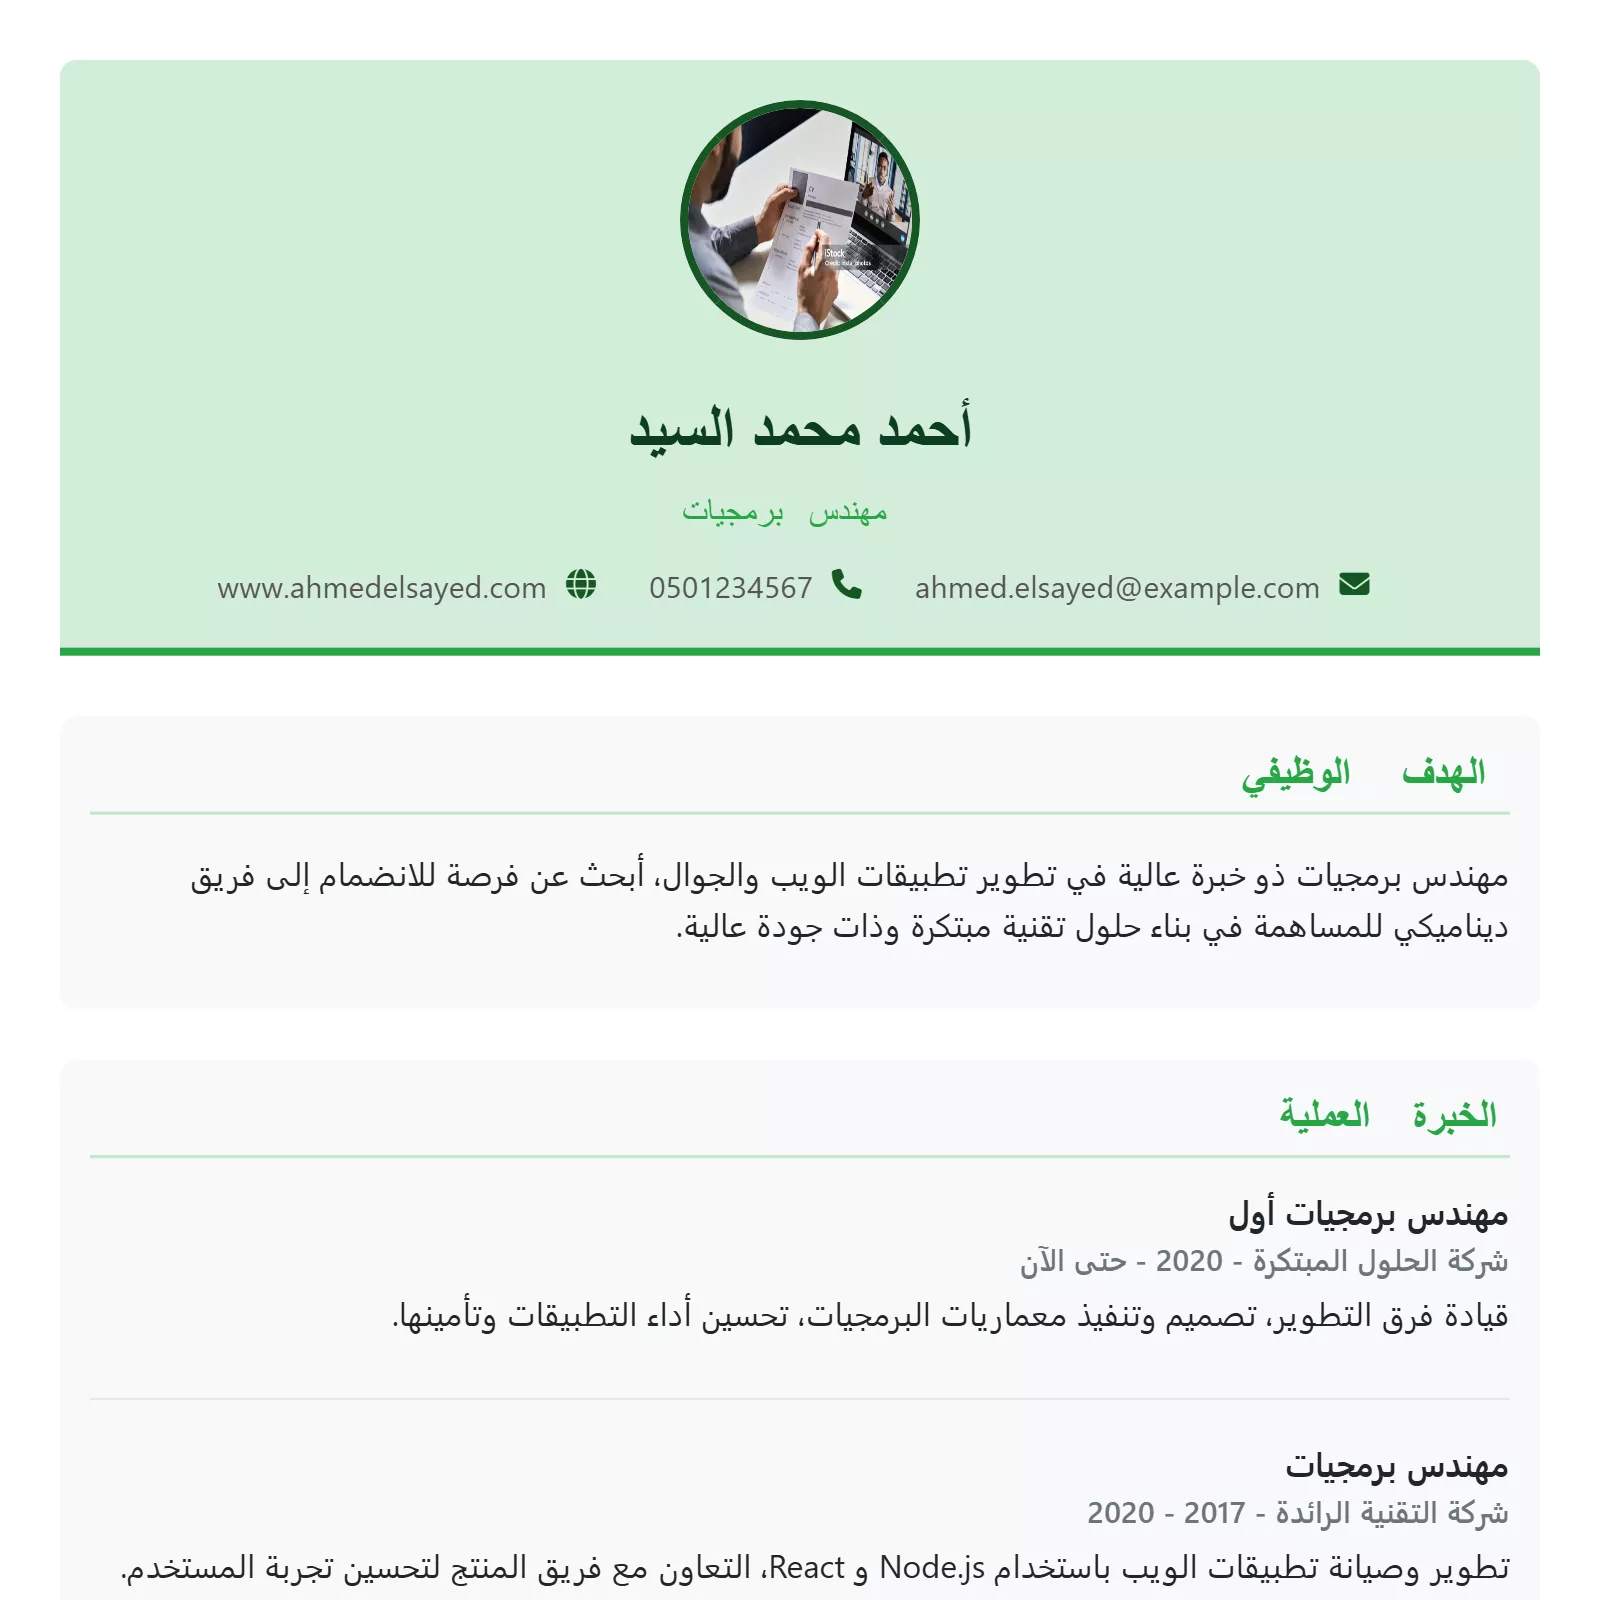 CV
iStock
أحمد محمد السيد
مهندس برمجيات
ahmed.elsayed@example.com 0501234567 www.ahmedelsayed.com
الهدف الوظيفي
مهندس برمجيات ذو خبرة عالية في تطوير تطبيقات الويب والجوال، أبحث عن فرصة للانضمام إلى فريق
ديناميكي للمساهمة في بناء حلول تقنية مبتكرة وذات جودة عالية.
الخبرة العملية
مهندس برمجيات أول
شركة الحلول المبتكرة - 2020 - حتى الآن
قيادة فرق التطوير، تصميم وتنفيذ معماريات البرمجيات، تحسين أداء التطبيقات وتأمينها.
مهندس برمجيات
شركة التقنية الرائدة - 2017 - 2020
تطوير وصيانة تطبيقات الويب باستخدام Node.js و React، التعاون مع فريق المنتج لتحسين تجربة المستخدم.